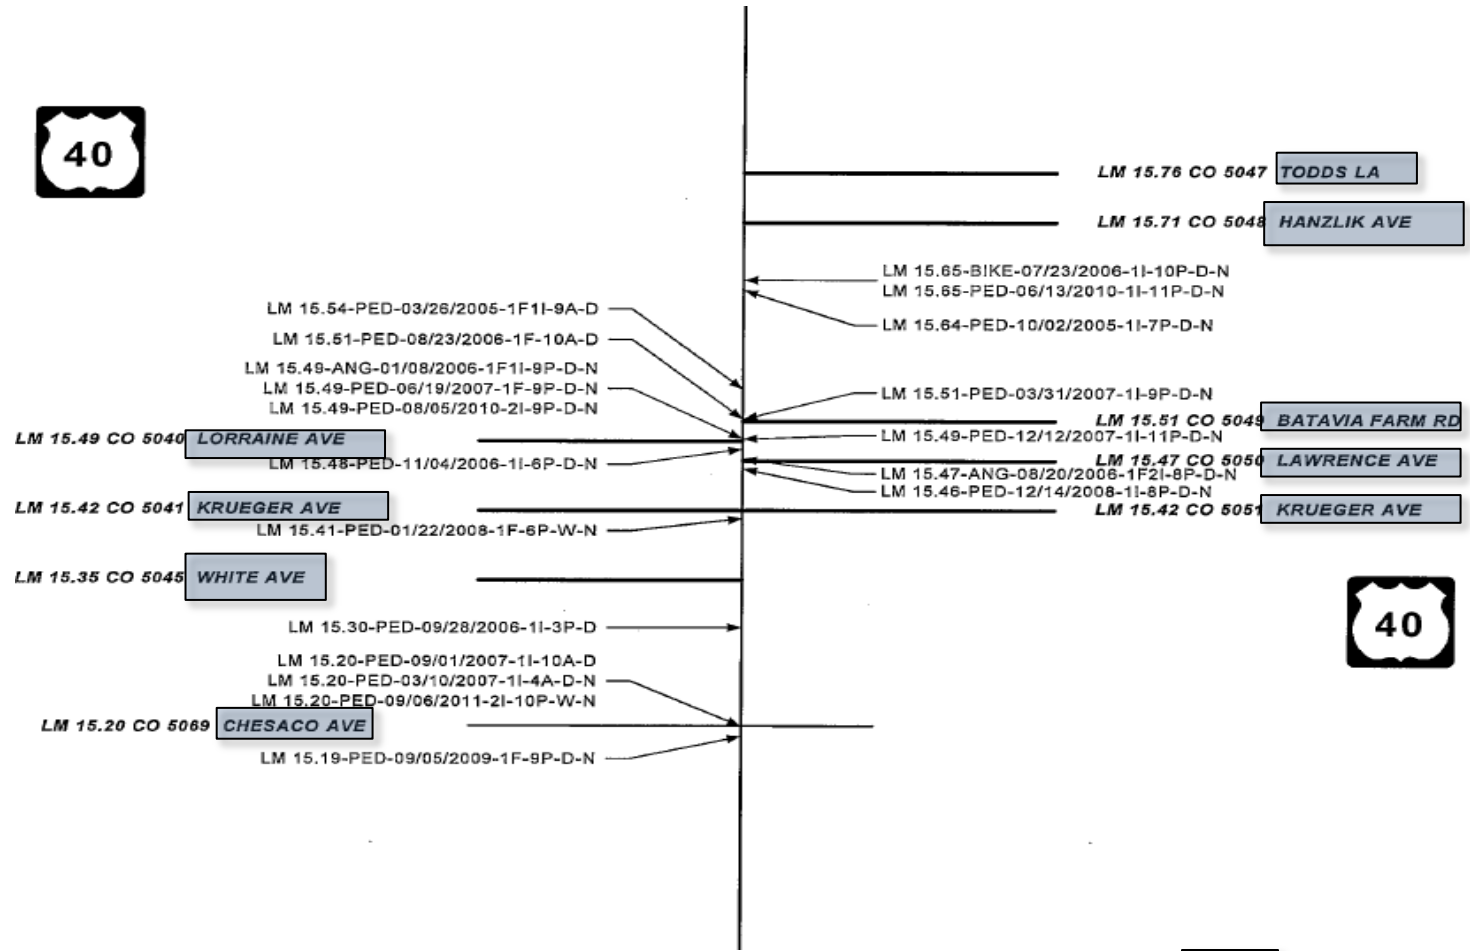 40
LM 15.76 CO 5047 TODDS LA
LM 15.71 CO 5048 HANZLIK AVE
LM 15.65-BIKE-07/23/2006-1I-10P-D-N
LM 15.65-PED-06/13/2010-1I-11P-D-N
LM 15.54-PED-03/26/2005-1F1I-9A-D
LM 15.64-PED-10/02/2005-1I-7P-D-N
LM 15.51-PED-08/23/2006-1F-10A-D
LM 15.49-ANG-01/08/2006-1F1I-9P-D-N
LM 15.49-PED-06/19/2007-1F-9P-D-N
LM 15.51-PED-03/31/2007-1I-9P-D-N
LM 15.49-PED-08/05/2010-2I-9P-D-N
LM 15.51 CO 5049 BATAVIA FARM RD
LM 15.49 CO 5040 LORRAINE AVE
LM 15.49-PED-12/12/2007-1I-11P-D-N
LM 15.48-PED-11/04/2006-1I-6P-D-N
LM 15.47 CO 5050 LAWRENCE AVE
LM 15.47-ANG-08/20/2006-1F2I-8P-D-N
LM 15.46-PED-12/14/2008-1I-8P-D-N
LM 15.42 CO 5041 KRUEGER AVE
LM 15.42 CO 5051 KRUEGER AVE
LM 15.41-PED-01/22/2008-1F-6P-W-N
LM 15.35 CO 5045 WHITE AVE
40
LM 15.30-PED-09/28/2006-1I-3P-D
LM 15.20-PED-09/01/2007-1I-10A-D
LM 15.20-PED-03/10/2007-1I-4A-D-N
LM 15.20-PED-09/06/2011-2I-10P-W-N
LM 15.20 CO 5069 CHESACO AVE
LM 15.19-PED-09/05/2009-1F-9P-D-N